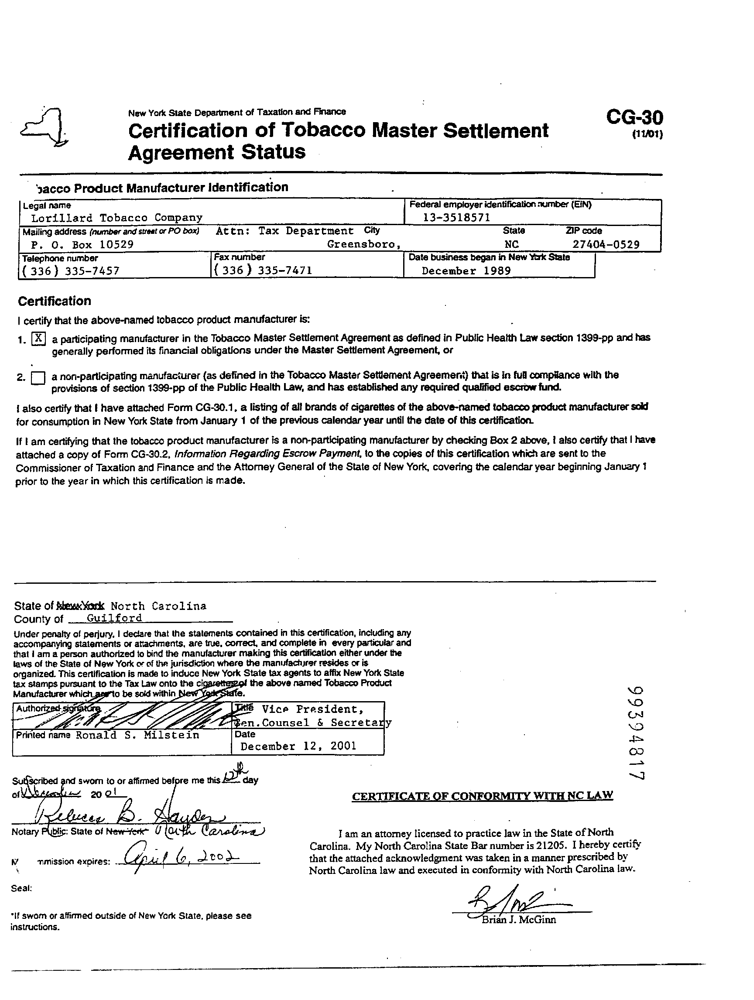 New York State Department of Taxation and Finance
CG-30
Certification of Tobacco Master Settlement
(11/01)
Agreement Status
bacco Product Manufacturer Identification
Legal name
Federal employer identification number (EIN)
Lorillard Tobacco Company
13-3518571
Mailing address (number and street or PO box) Attn: Tax Department City State ZIP code
P. O. Box 10529 Greensboro, NC 27404-0529
Telephone number Fax number Date business began in New York State
(336) 335-7457 (336) 335-7471 December 1989
Certification
I certify that the above-named tobacco product manufacturer is:
1. X a participating manufacturer in the Tobacco Master Settlement Agreement as defined in Public Health Law section 1399-pp and has
generally performed its financial obligations under the Master Settlement Agreement, or
2. a non-participating manufacturer (as defined in the Tobacco Master Settlement Agreement) that is in full compliance with the
provisions of section 1399-pp of the Public Health Law, and has established any required qualified escrow fund.
I also certify that I have attached Form CG-30.1, a listing of all brands of cigarettes of the above-named tobacco product manufacturer sold
for consumption in New York State from January 1 of the previous calendar year until the date of this certification.
If I am certifying that the tobacco product manufacturer is a non-participating manufacturer by checking Box 2 above, I also certify that I have
attached a copy of Form CG-30.2, Information Regarding Escrow Payment, to the copies of this certification which are sent to the
Commissioner of Taxation and Finance and the Attorney General of the State of New York, covering the calendar year beginning January 1
prior to the year in which this certification is made.
State of New York North Carolina
County of Guilford
Under penalty of perjury, I declare that the statements contained in this certification, including any
accompanying statements or attachments, are true, correct, and complete in every particular and
that I am a person authorized to bind the manufacturer making this certification either under the
laws of the State of New York or of the jurisdiction where the manufacturer resides or is
organized. This certification is made to induce New York State tax agents to affix New York State
tax stamps pursuant to the Tax Law onto the cigarettes of the above named Tobacco Product
Manufacturer which are to be sold within New York State.
Authorized signature Title Vice President,
Gen. Counsel & Secretary
Printed name Ronald S. Milstein Date
December 12, 2001
99394817
Subscribed and sworn to or affirmed before me this 12th day
of December 2001
Rebecca B. Hayden
Notary Public: State of New York North Carolina
mmission expires: April 6, 2002
Seal:
*If sworn or affirmed outside of New York State, please see
instructions.
CERTIFICATE OF CONFORMITY WITH NC LAW
I am an attorney licensed to practice law in the State of North
Carolina. My North Carolina State Bar number is 21205. I hereby certify
that the attached acknowledgment was taken in a manner prescribed by
North Carolina law and executed in conformity with North Carolina law.
Brian J. McGinn